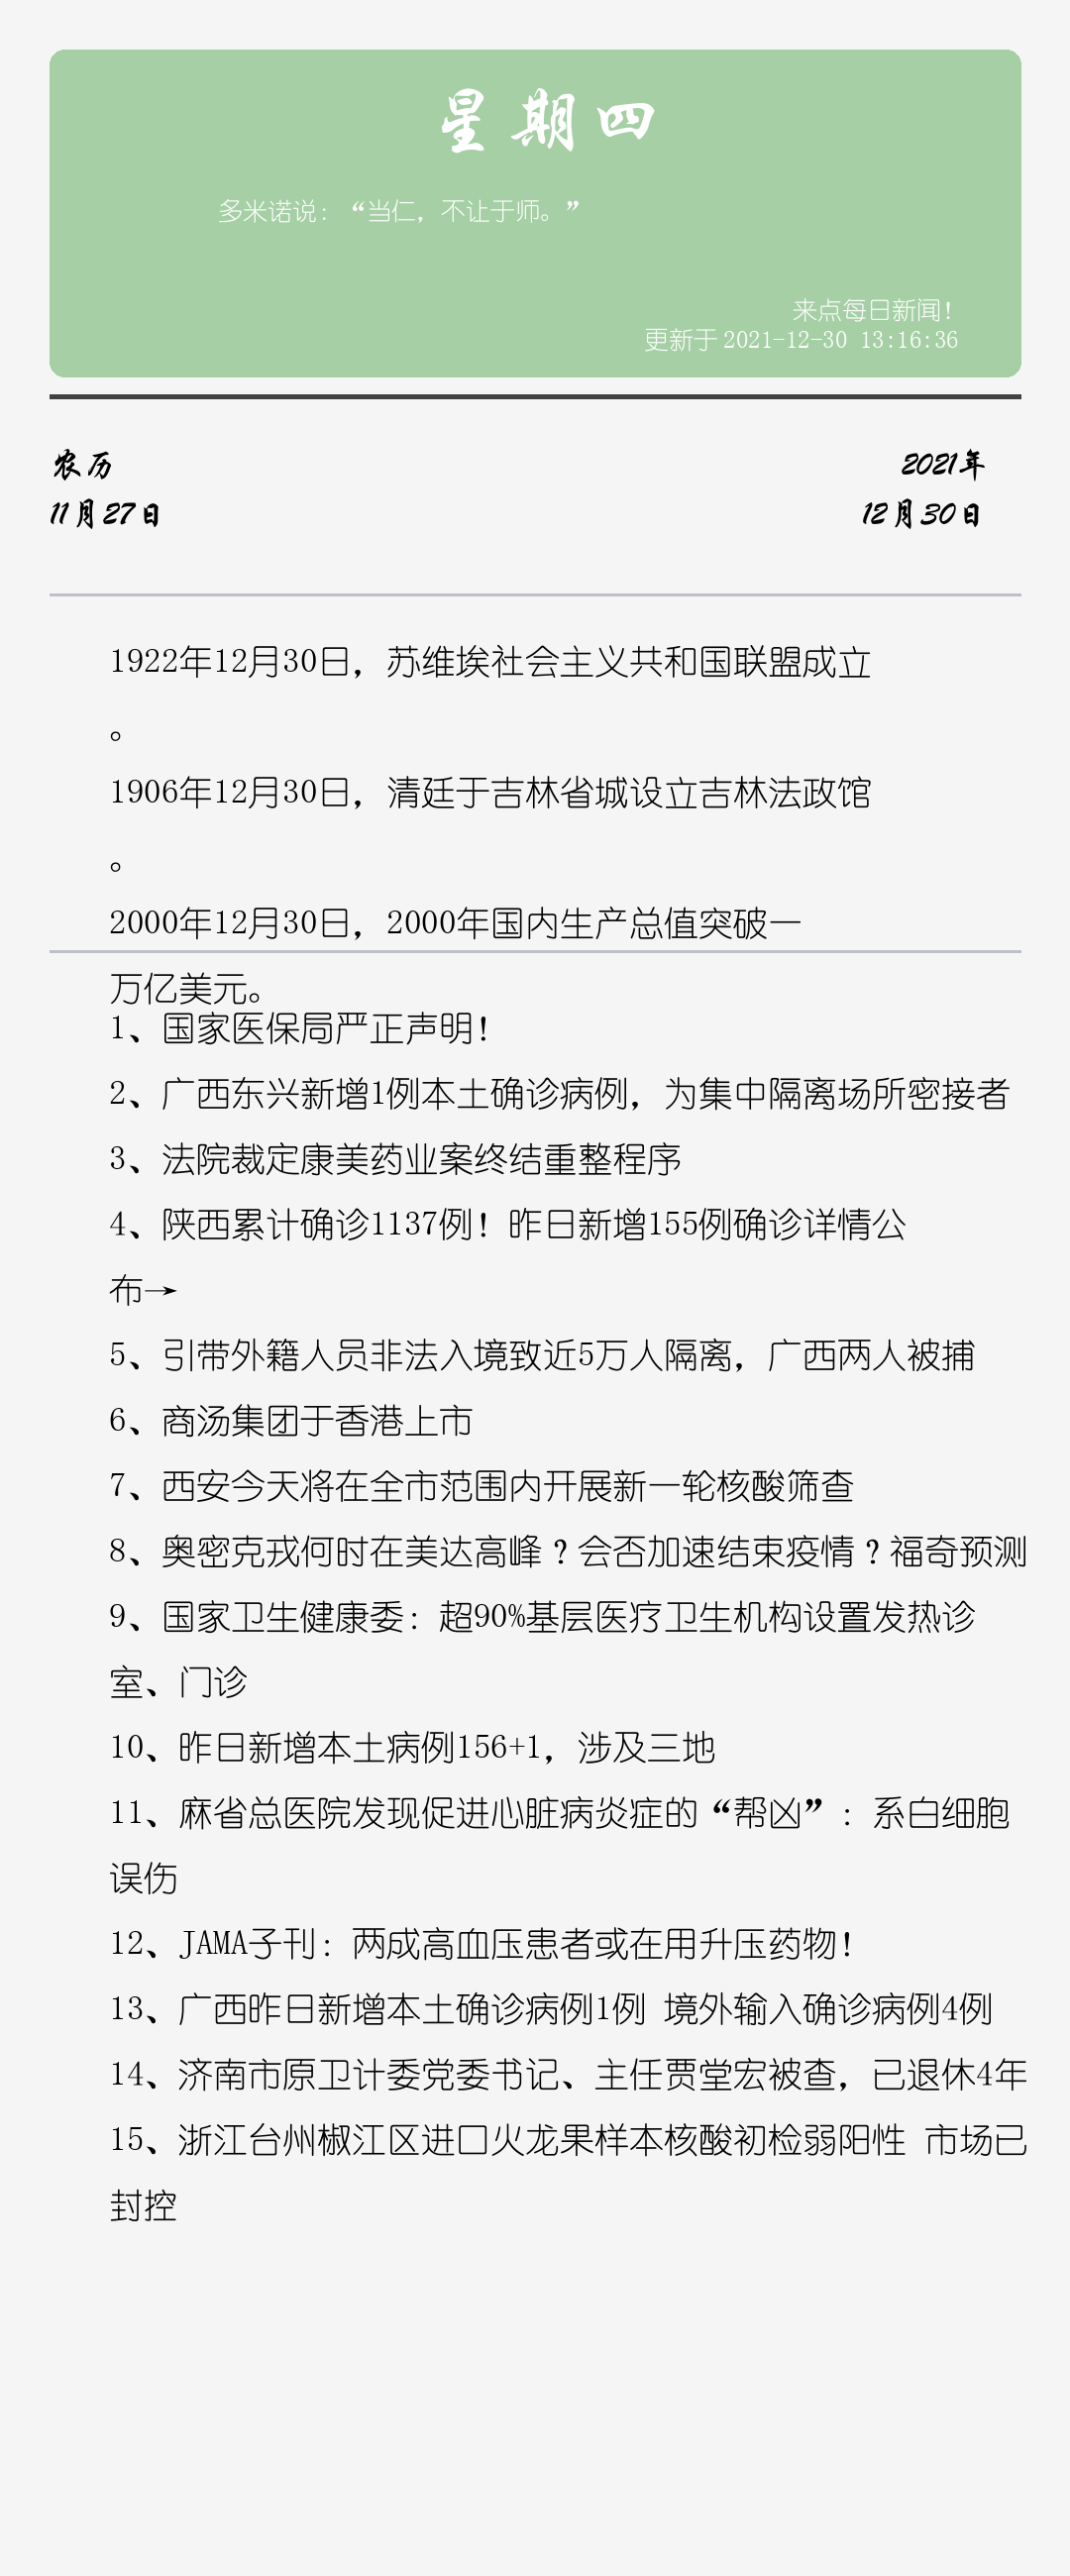 星期四
多米诺说：“当仁，不让于师。”
来点每日新闻！
更新于2021-12-30 13:16:36
农历
2021年
11月27日
12月30日
1922年12月30日，苏维埃社会主义共和国联盟成立
。
1906年12月30日，清廷于吉林省城设立吉林法政馆
。
2000年12月30日，2000年国内生产总值突破一
万亿美元。
1、国家医保局严正声明！
2、广西东兴新增1例本土确诊病例，为集中隔离场所密接者
3、法院裁定康美药业案终结重整程序
4、陕西累计确诊1137例！昨日新增155例确诊详情公
布→
5、引带外籍人员非法入境致近5万人隔离，广西两人被捕
6、商汤集团于香港上市
7、西安今天将在全市范围内开展新一轮核酸筛查
8、奥密克戎何时在美达高峰？会否加速结束疫情？福奇预测
9、国家卫生健康委：超90%基层医疗卫生机构设置发热诊
室、门诊
10、昨日新增本土病例156+1，涉及三地
11、麻省总医院发现促进心脏病炎症的“帮凶”：系白细胞
误伤
12、JAMA子刊：两成高血压患者或在用升压药物！
13、广西昨日新增本土确诊病例1例 境外输入确诊病例4例
14、济南市原卫计委党委书记、主任贾堂宏被查，已退休4年
15、浙江台州椒江区进口火龙果样本核酸初检弱阳性 市场已
封控